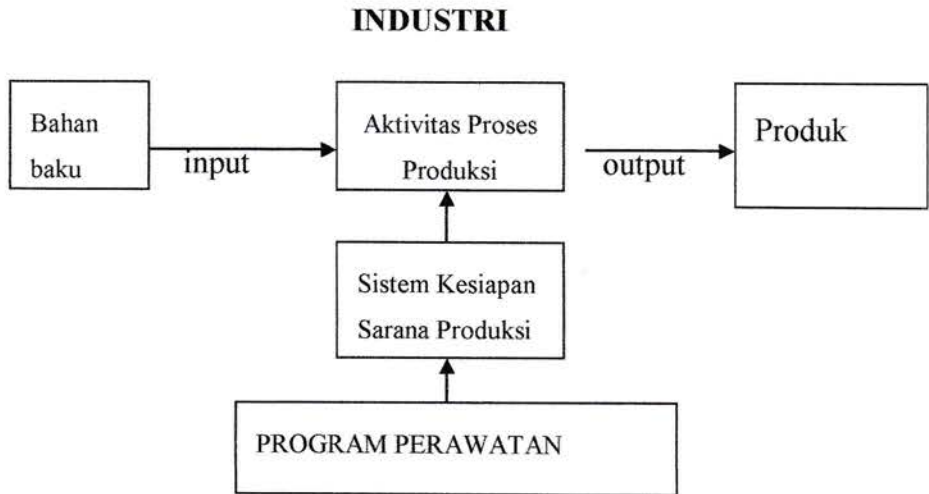 INDUSTRI
Bahan
baku
input
Aktivitas Proses
Produksi
output
Produk
Sistem Kesiapan
Sarana Produksi
PROGRAM PERAWATAN